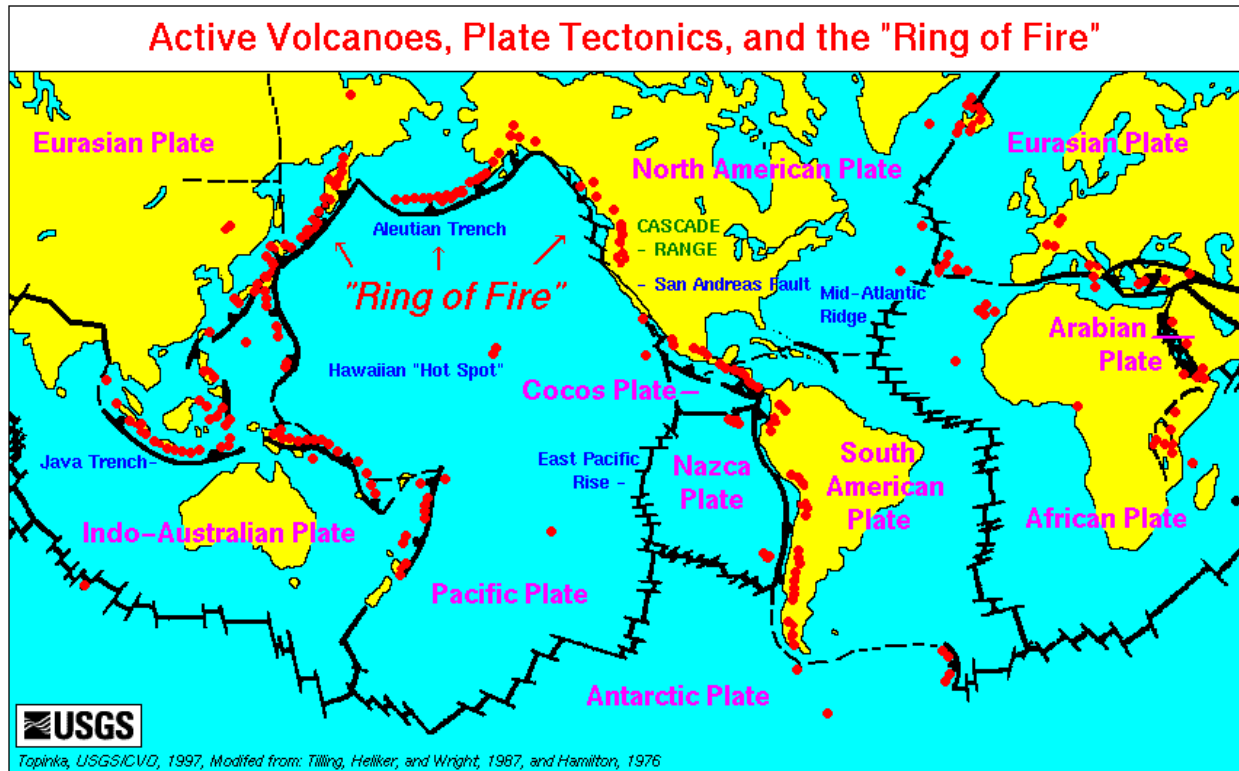 Active Volcanoes, Plate Tectonics, and the "Ring of Fire"
Eurasian Plate
North American Plate
Eurasian Plate
CASCADE
- RANGE
Aleutian Trench
"Ring of Fire"
- San Andreas Fault
Mid-Atlantic
Ridge
Arabian
Plate
Hawaiian "Hot Spot"
Cocos Plate
Java Trench-
East Pacific
Rise -
Nazca
Plate
South
American
Plate
Indo-Australian Plate
African Plate
Pacific Plate
Antarctic Plate
USGS
Topinka, USGS/CVO, 1997, Modifed from: Tilling, Heliker, and Wright, 1987, and Hamilton, 1976